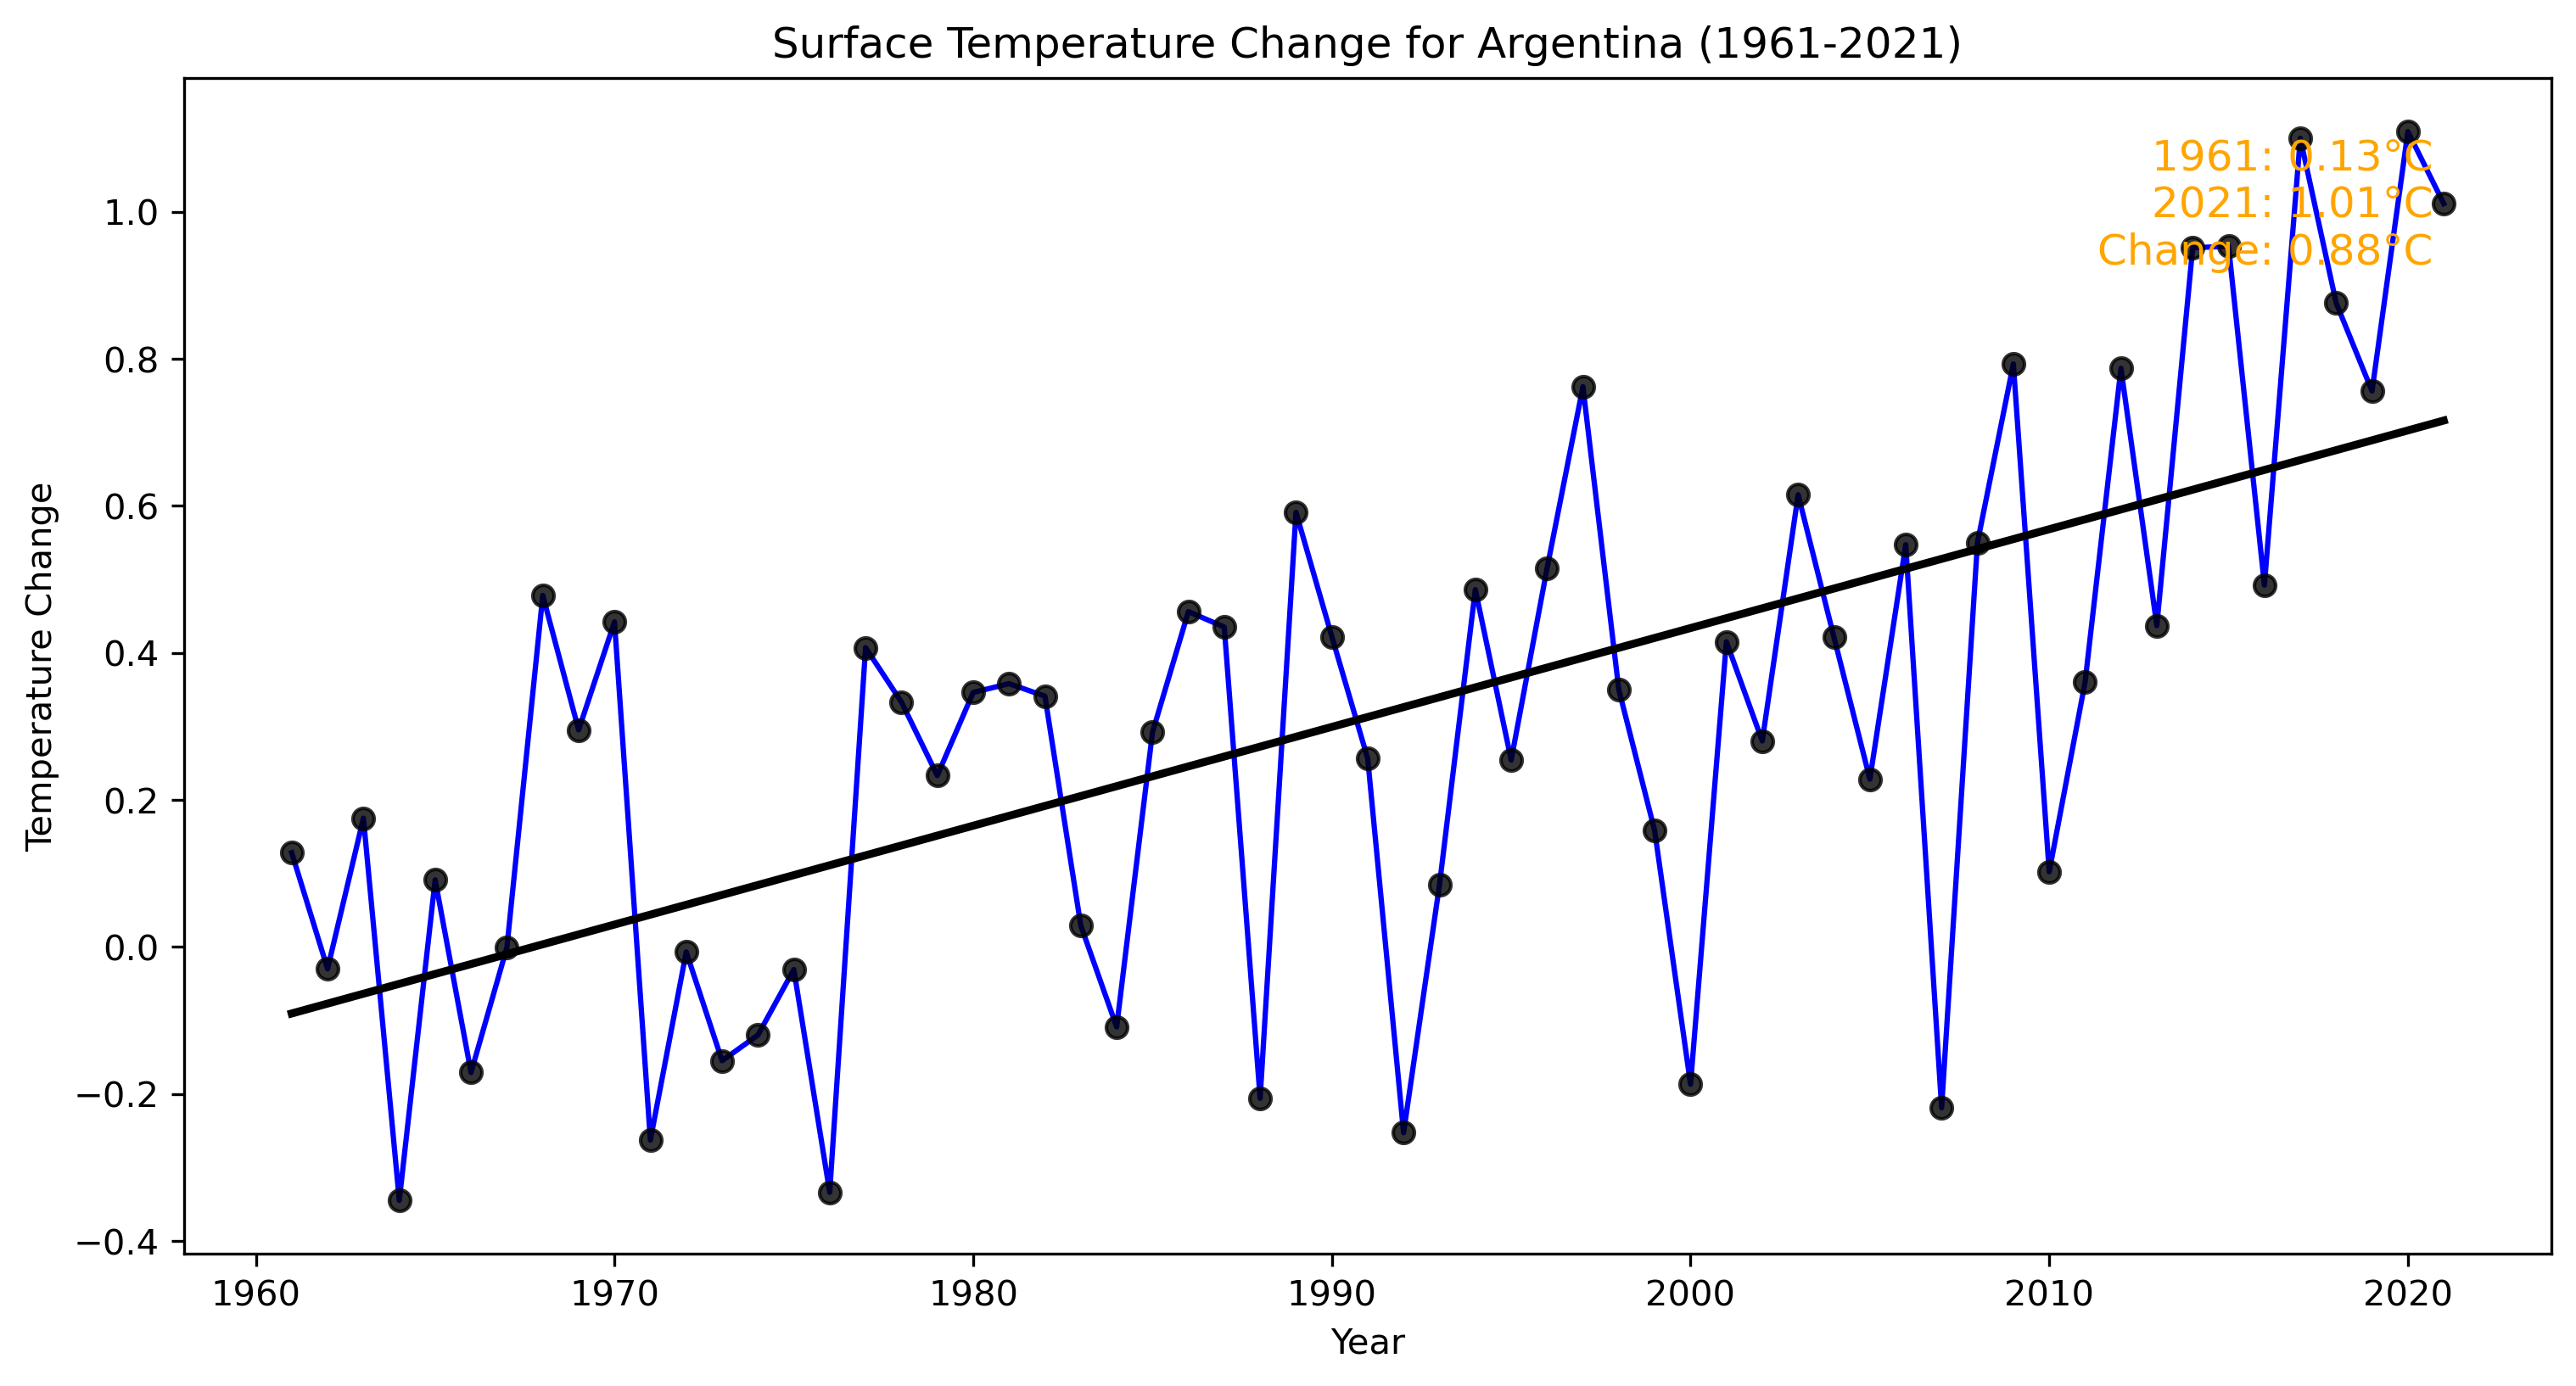 Surface Temperature Change for Argentina (1961-2021)
1961: 0.13°C
2021: 1.01°C
Change: 0.88°C
Temperature Change
1.0
0.8
0.6
0.4
0.2
0.0
−0.2
−0.4
1960 1970 1980 1990 2000 2010 2020
Year